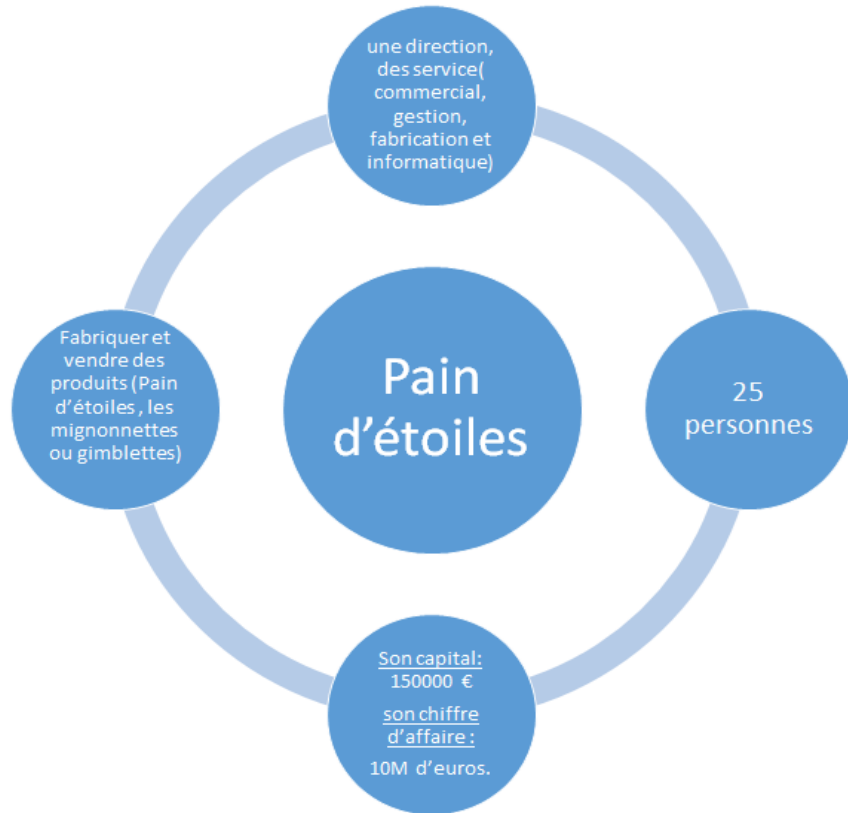 une direction,
des service(
commercial,
gestion,
fabrication et
informatique)
Fabriquer et
vendre des
produits (Pain
d'étoiles , les
mignonnettes
ou gimblettes)
Pain
d'étoiles
25
personnes
Son capital:
150000 €
son chiffre
d'affaire :
10M d'euros.